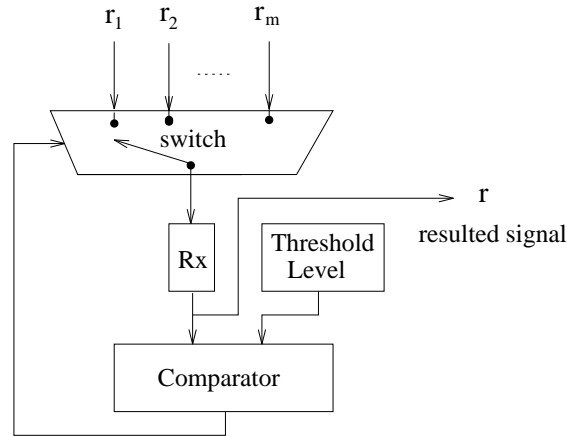 r1 r2 rm
.....
switch
r
resulted signal
Rx
Threshold
Level
Comparator